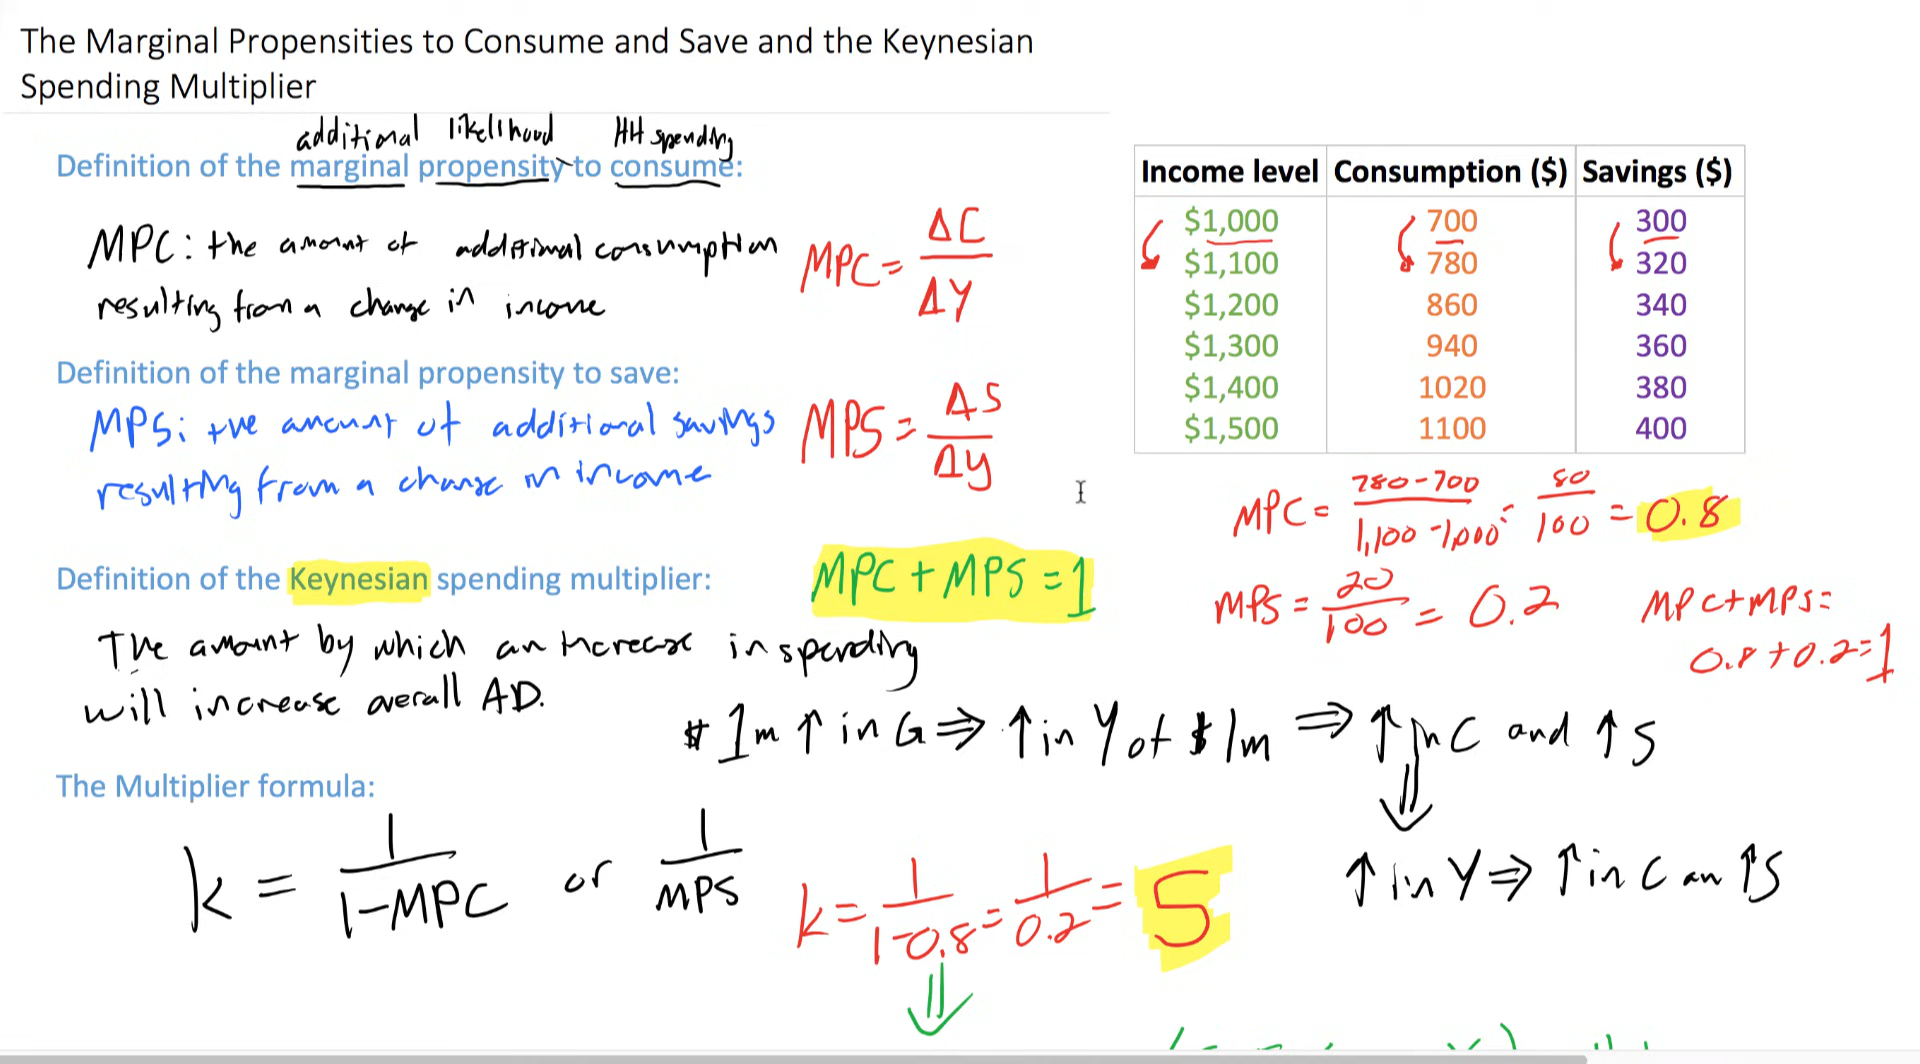 The Marginal Propensities to Consume and Save and the Keynesian
Spending Multiplier
additional likelihood HH spending
Definition of the marginal propensity to consume:
MPC: the amount of additional consumption
resulting from a change in income
MPC = ΔC / ΔY
Definition of the marginal propensity to save:
MPS: the amount of additional savings
resulting from a change in income
MPS = ΔS / ΔY
Definition of the Keynesian spending multiplier:
MPC + MPS = 1
The amount by which an increase in spending
will increase overall AD.
Income level Consumption ($) Savings ($)
$1,000 700 300
$1,100 780 320
$1,200 860 340
$1,300 940 360
$1,400 1020 380
$1,500 1100 400
MPC = 780-700 / 1,100-1,000 = 80 / 100 = 0.8
MPS = 20 / 100 = 0.2
MPC+MPS=
0.8+0.2=1
$1m ↑ in G ⇒ ↑ in Y of $1m ⇒ ↑ in C and ↑ S
⇓
↑ in Y ⇒ ↑ in C an ↑S
The Multiplier formula:
k = 1 / 1-MPC or 1 / MPS
k = 1 / 1-0.8 = 1 / 0.2 = 5
⇓